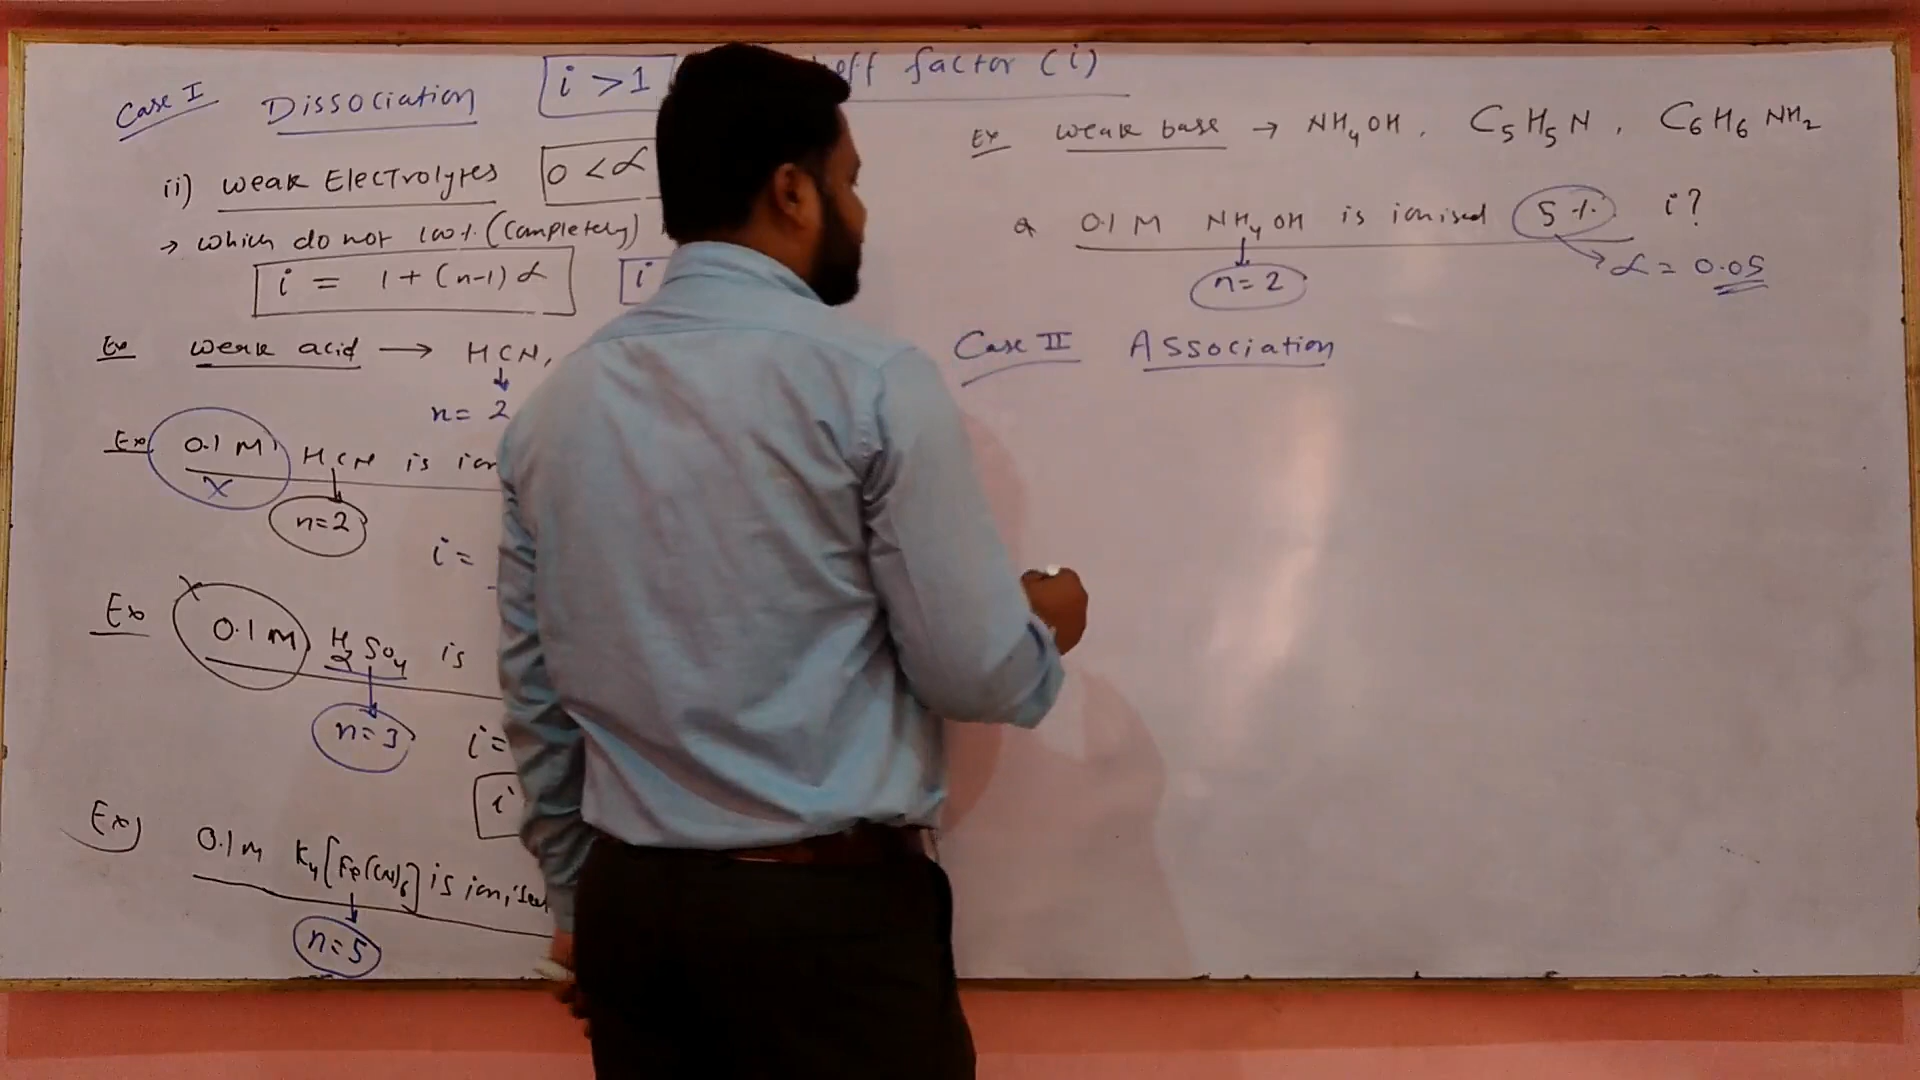 Case I Dissociation i > 1 off factor (i)
ii) weak Electrolytes 0 < α
→ which do not 100% (completely)
i = 1 + (n-1) α i
Ex weak acid → HCN,
n = 2
Ex 0.1 M HCN is ion
x
n=2
i =
Ex 0.1 M H2SO4 is
n=3
i =
i
Ex) 0.1 M K4[Fe(CN)6] is ionised
n=5
Ex weak base → NH4OH, C5H5N, C6H6NH2
Q 0.1 M NH4OH is ionised 5% i?
n=2
→ α = 0.05
Case II Association